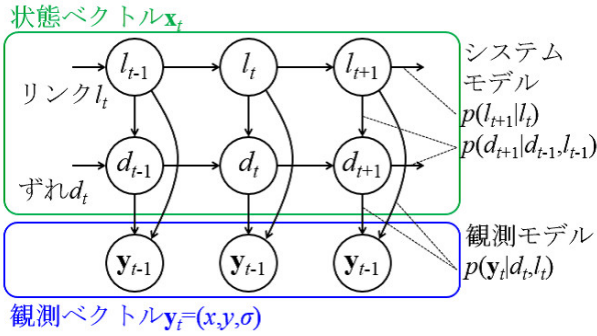 状態ベクトルxt
lt-1
lt
lt+1
システム
モデル
リンクlt
p(lt+1|lt)
p(dt+1|dt-1,lt-1)
dt-1
dt
dt+1
ずれdt
観測モデル
yt-1
yt-1
yt-1
p(yt|dt,lt)
観測ベクトルyt=(x,y,σ)